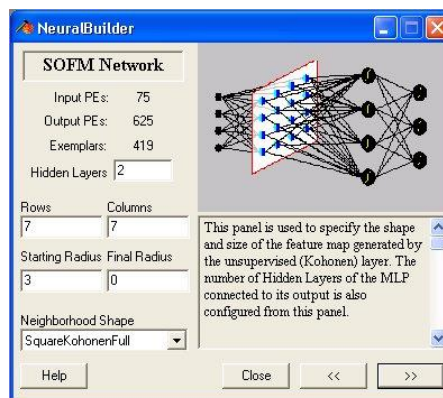 NeuralBuilder
SOFM Network
Input PEs: 75
Output PEs: 625
Exemplars: 419
Hidden Layers 2
Rows Columns
7 7
Starting Radius Final Radius
3 0
Neighborhood Shape
SquareKohonenFull
This panel is used to specify the shape
and size of the feature map generated by
the unsupervised (Kohonen) layer. The
number of Hidden Layers of the MLP
connected to its output is also
configured from this panel.
Help Close << >>